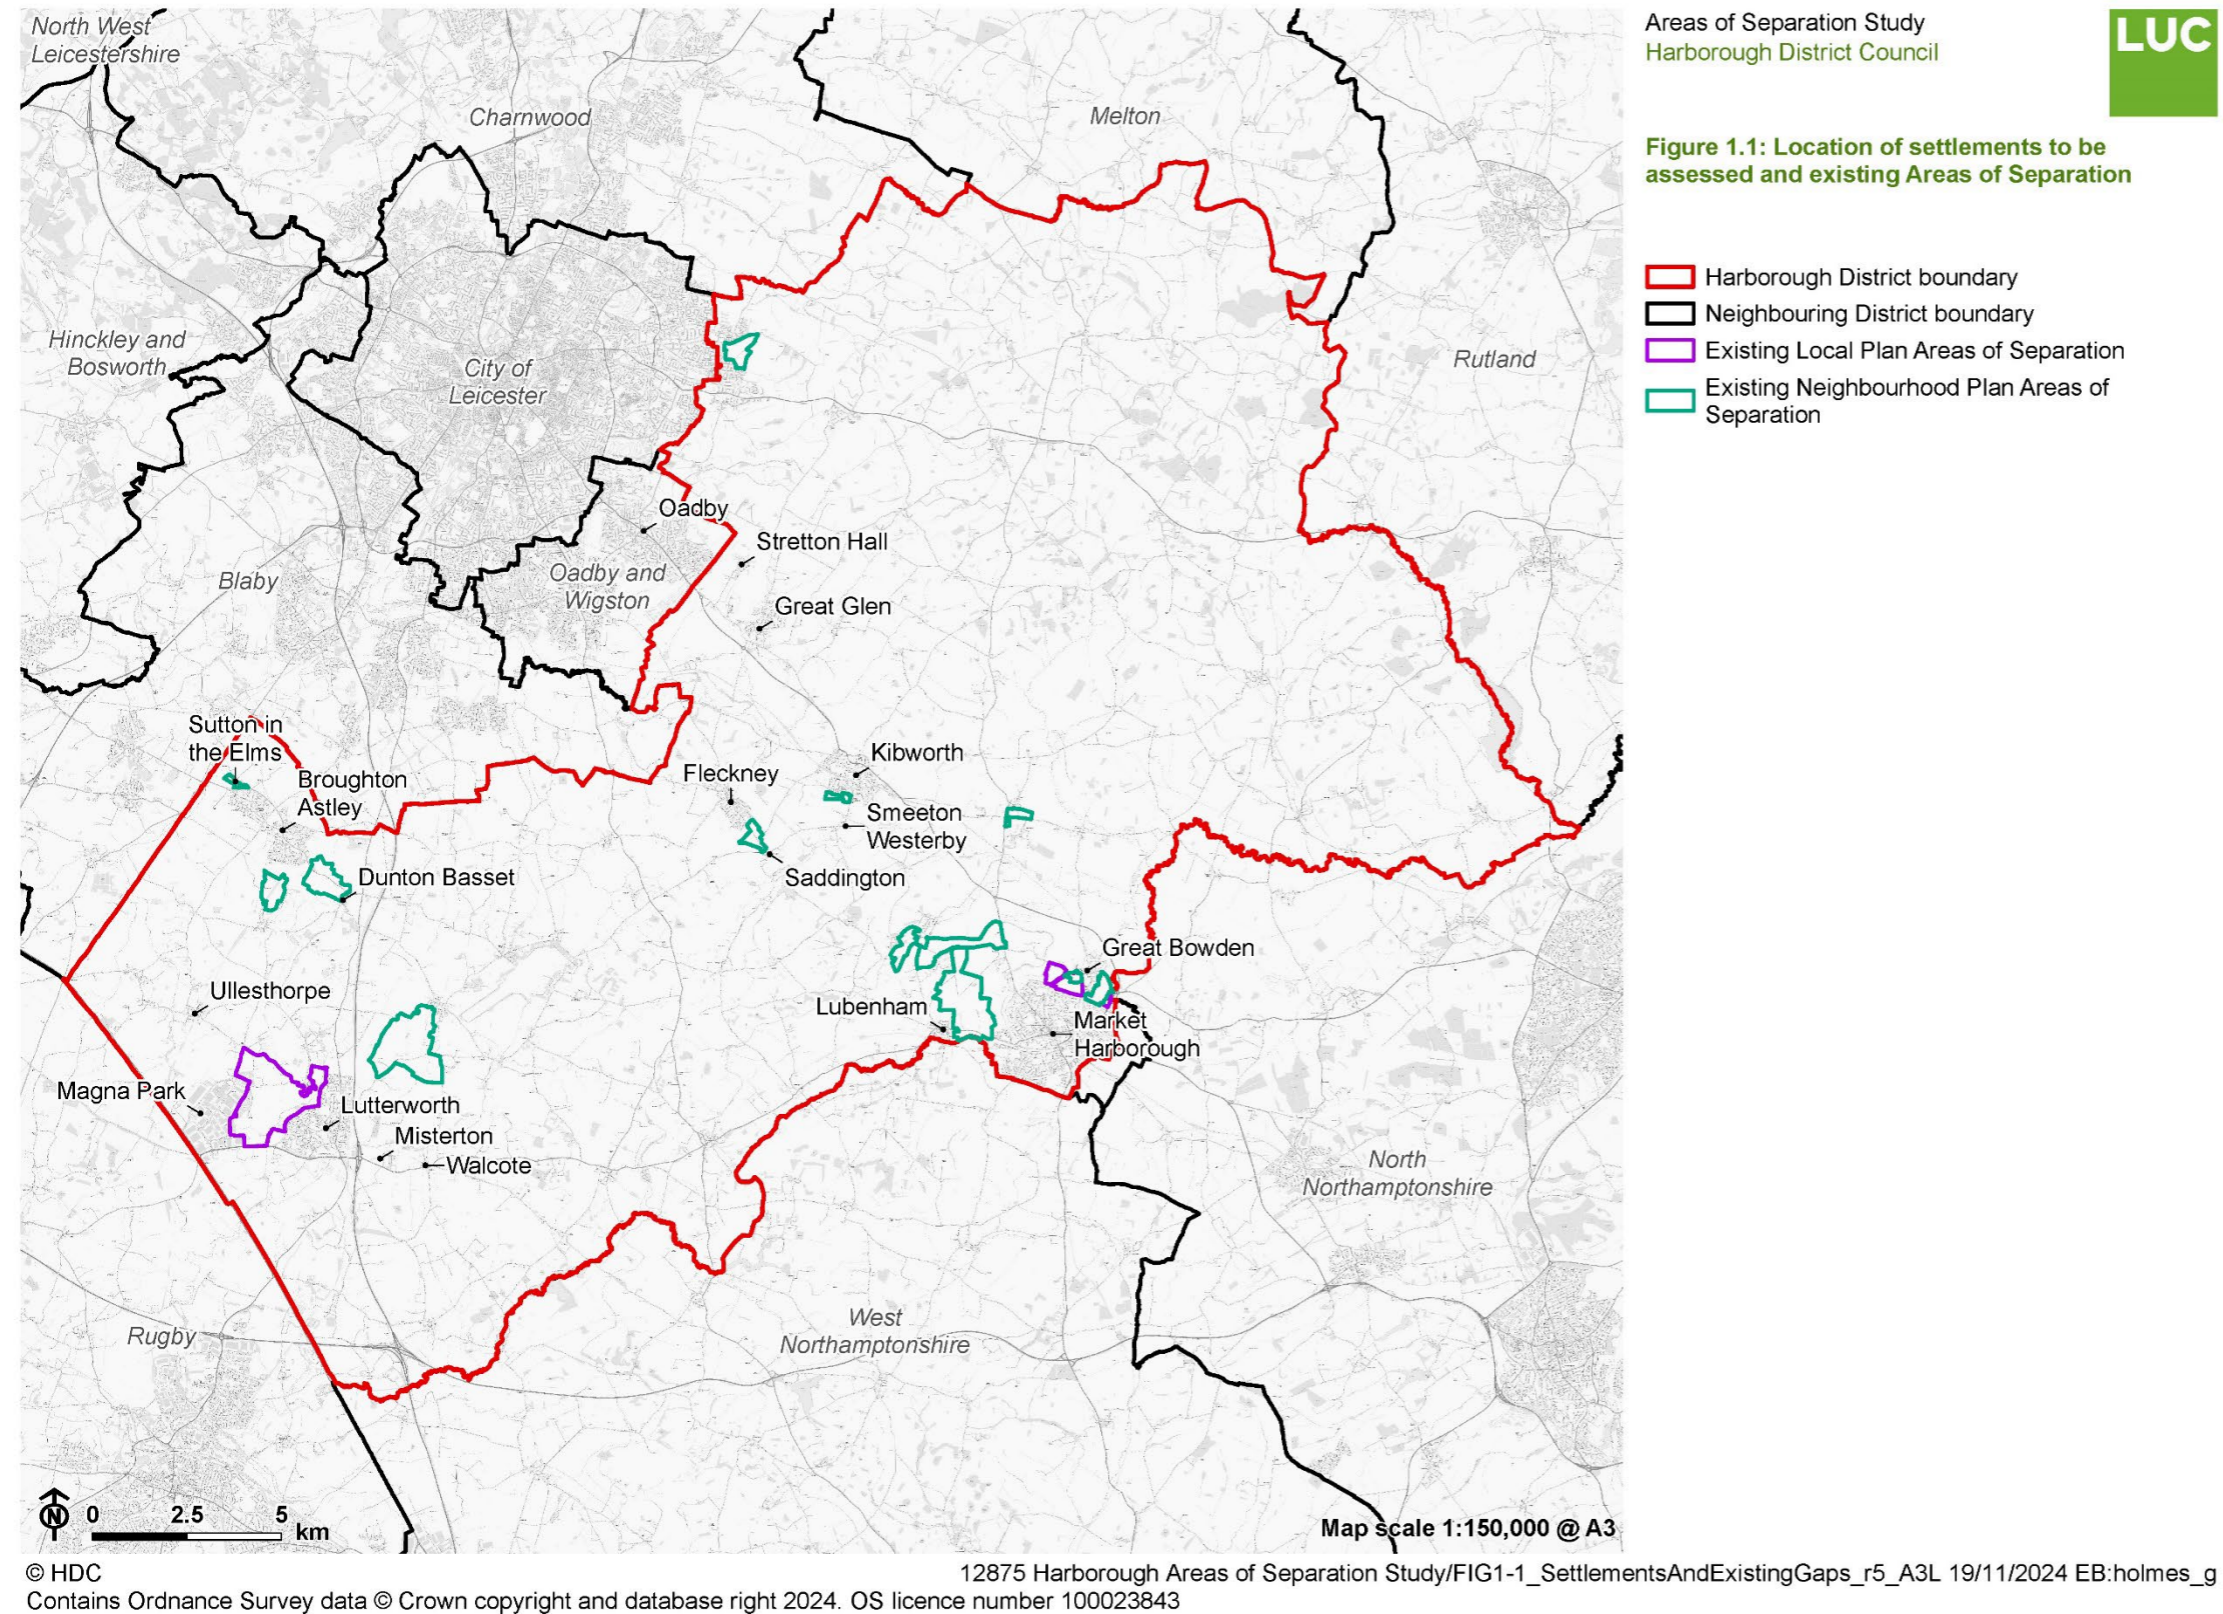 North West
Leicestershire
Charnwood
Melton
Hinckley and
Bosworth
City of
Leicester
Rutland
Oadby
Stretton Hall
Blaby
Oadby and
Wigston
Great Glen
Sutton in
the Elms
Broughton
Astley
Fleckney
Kibworth
Smeeton
Westerby
Dunton Basset
Saddington
Great Bowden
Ullesthorpe
Lubenham
Market
Harborough
Magna Park
Lutterworth
Misterton
Walcote
North
Northamptonshire
West
Northamptonshire
Rugby
N
0 2.5 5
km
Map scale 1:150,000 @ A3
Areas of Separation Study
Harborough District Council
LUC
Figure 1.1: Location of settlements to be
assessed and existing Areas of Separation
Harborough District boundary
Neighbouring District boundary
Existing Local Plan Areas of Separation
Existing Neighbourhood Plan Areas of
Separation
© HDC
12875 Harborough Areas of Separation Study/FIG1-1_SettlementsAndExistingGaps_r5_A3L 19/11/2024 EB:holmes_g
Contains Ordnance Survey data © Crown copyright and database right 2024. OS licence number 100023843